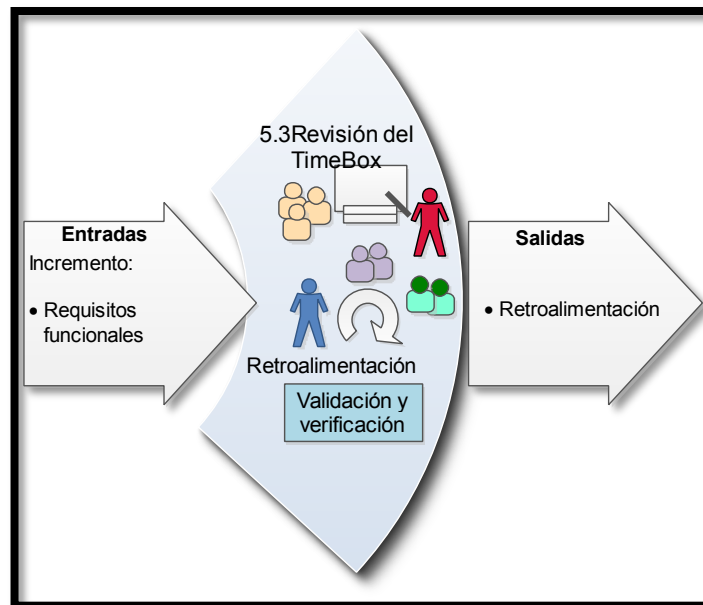 Entradas
Incremento:
• Requisitos
funcionales
5.3Revisión del
TimeBox
Retroalimentación
Validación y
verificación
Salidas
• Retroalimentación